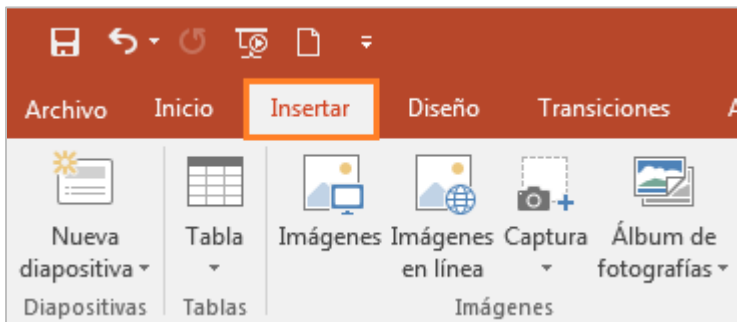 Archivo Inicio Insertar Diseño Transiciones A
Nueva Tabla Imágenes Imágenes Captura Álbum de
diapositiva en línea fotografías
Diapositivas Tablas Imágenes